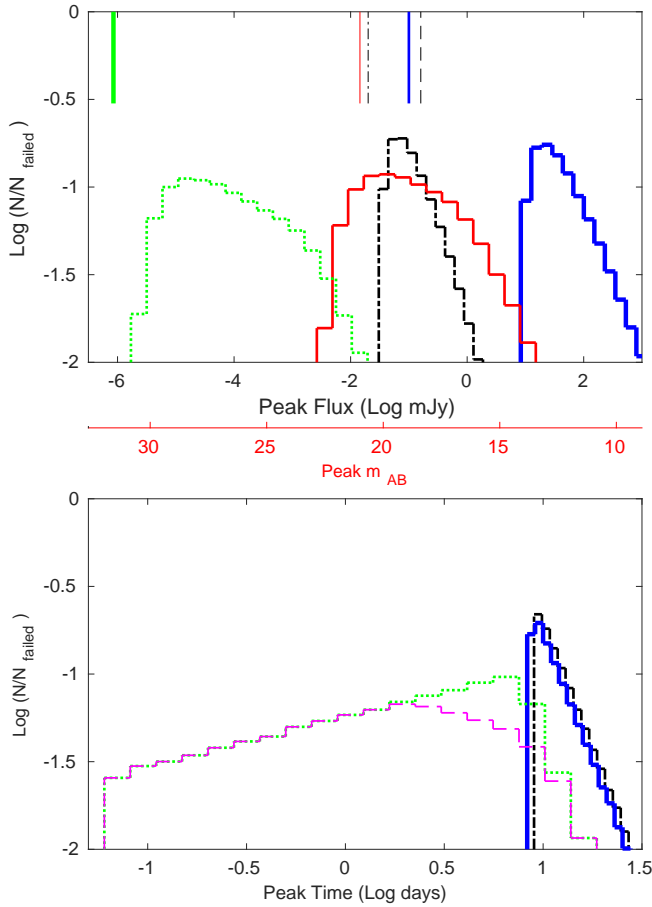 0
-0.5
-1
-1.5
-2
Log (N/N failed )
-6 -4 -2 0 2
Peak Flux (Log mJy)
30 25 20 15 10
Peak m AB
0
-0.5
-1
-1.5
-2
Log (N/N failed )
-1 -0.5 0 0.5 1 1.5
Peak Time (Log days)